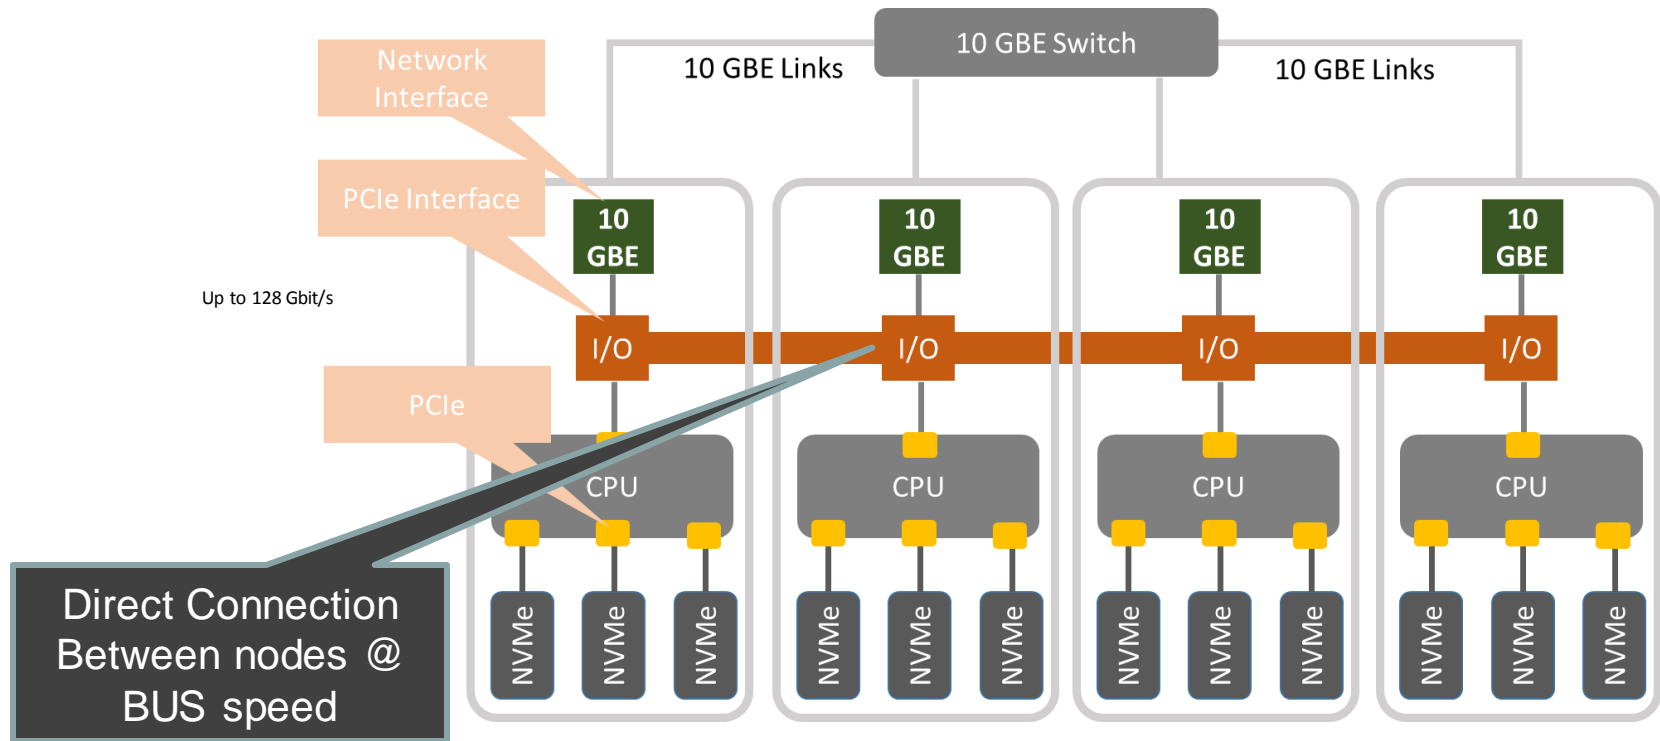 10 GBE Switch
Network
Interface
10 GBE Links
10 GBE Links
PCIe Interface
10
GBE
10
GBE
10
GBE
10
GBE
Up to 128 Gbit/s
I/O
I/O
I/O
I/O
PCIe
CPU
CPU
CPU
CPU
Direct Connection
Between nodes @
BUS speed
NVMe
NVMe
NVMe
NVMe
NVMe
NVMe
NVMe
NVMe
NVMe
NVMe
NVMe
NVMe